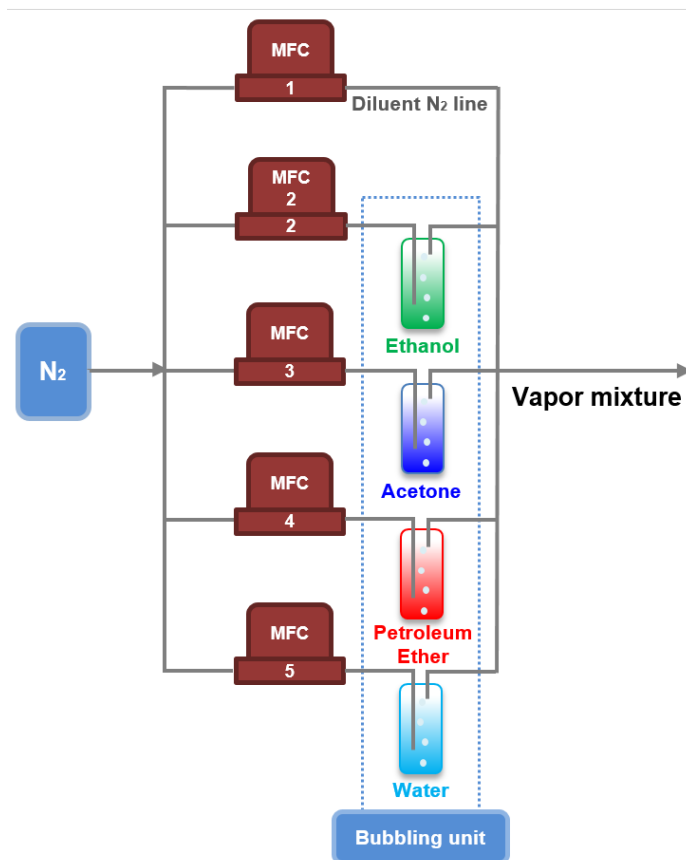 MFC
1
Diluent N₂ line
MFC
2
2
Ethanol
N₂
MFC
3
Vapor mixture
Acetone
MFC
4
Petroleum
Ether
MFC
5
Water
Bubbling unit